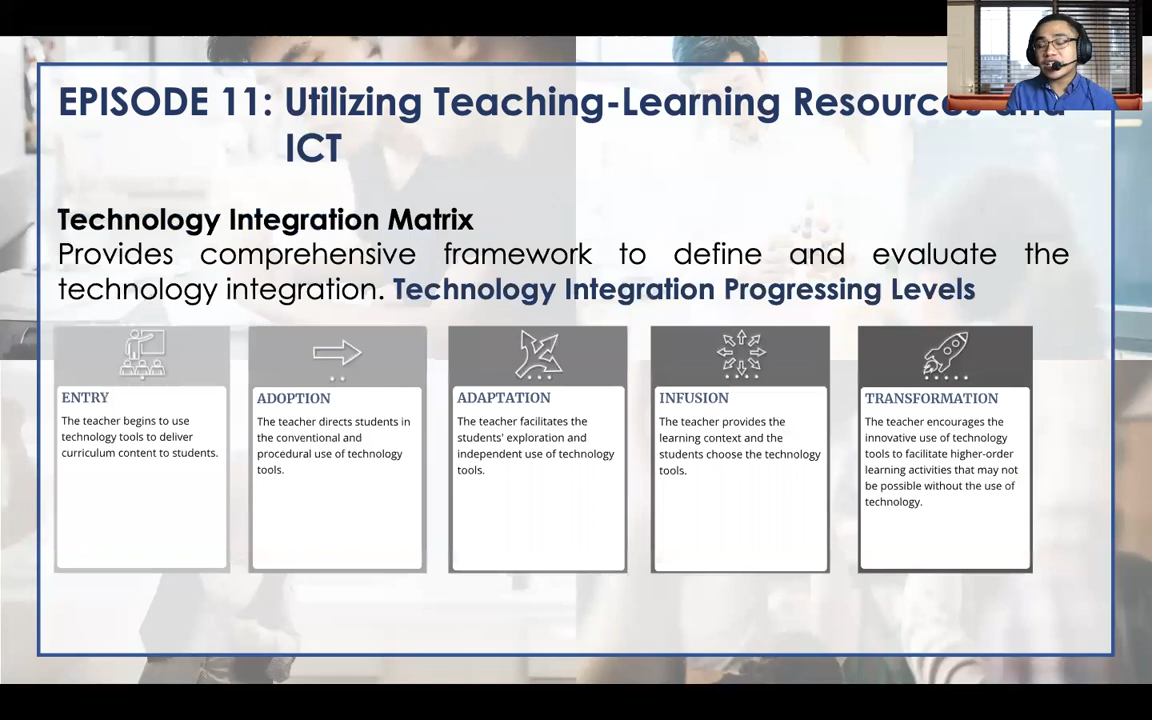 EPISODE 11: Utilizing Teaching-Learning Resources and
ICT
Technology Integration Matrix
Provides comprehensive framework to define and evaluate the
technology integration. Technology Integration Progressing Levels
ENTRY
The teacher begins to use
technology tools to deliver
curriculum content to students.
ADOPTION
The teacher directs students in
the conventional and
procedural use of technology
tools.
ADAPTATION
The teacher facilitates the
students' exploration and
independent use of technology
tools.
INFUSION
The teacher provides the
learning context and the
students choose the technology
tools.
TRANSFORMATION
The teacher encourages the
innovative use of technology
tools to facilitate higher-order
learning activities that may not
be possible without the use of
technology.